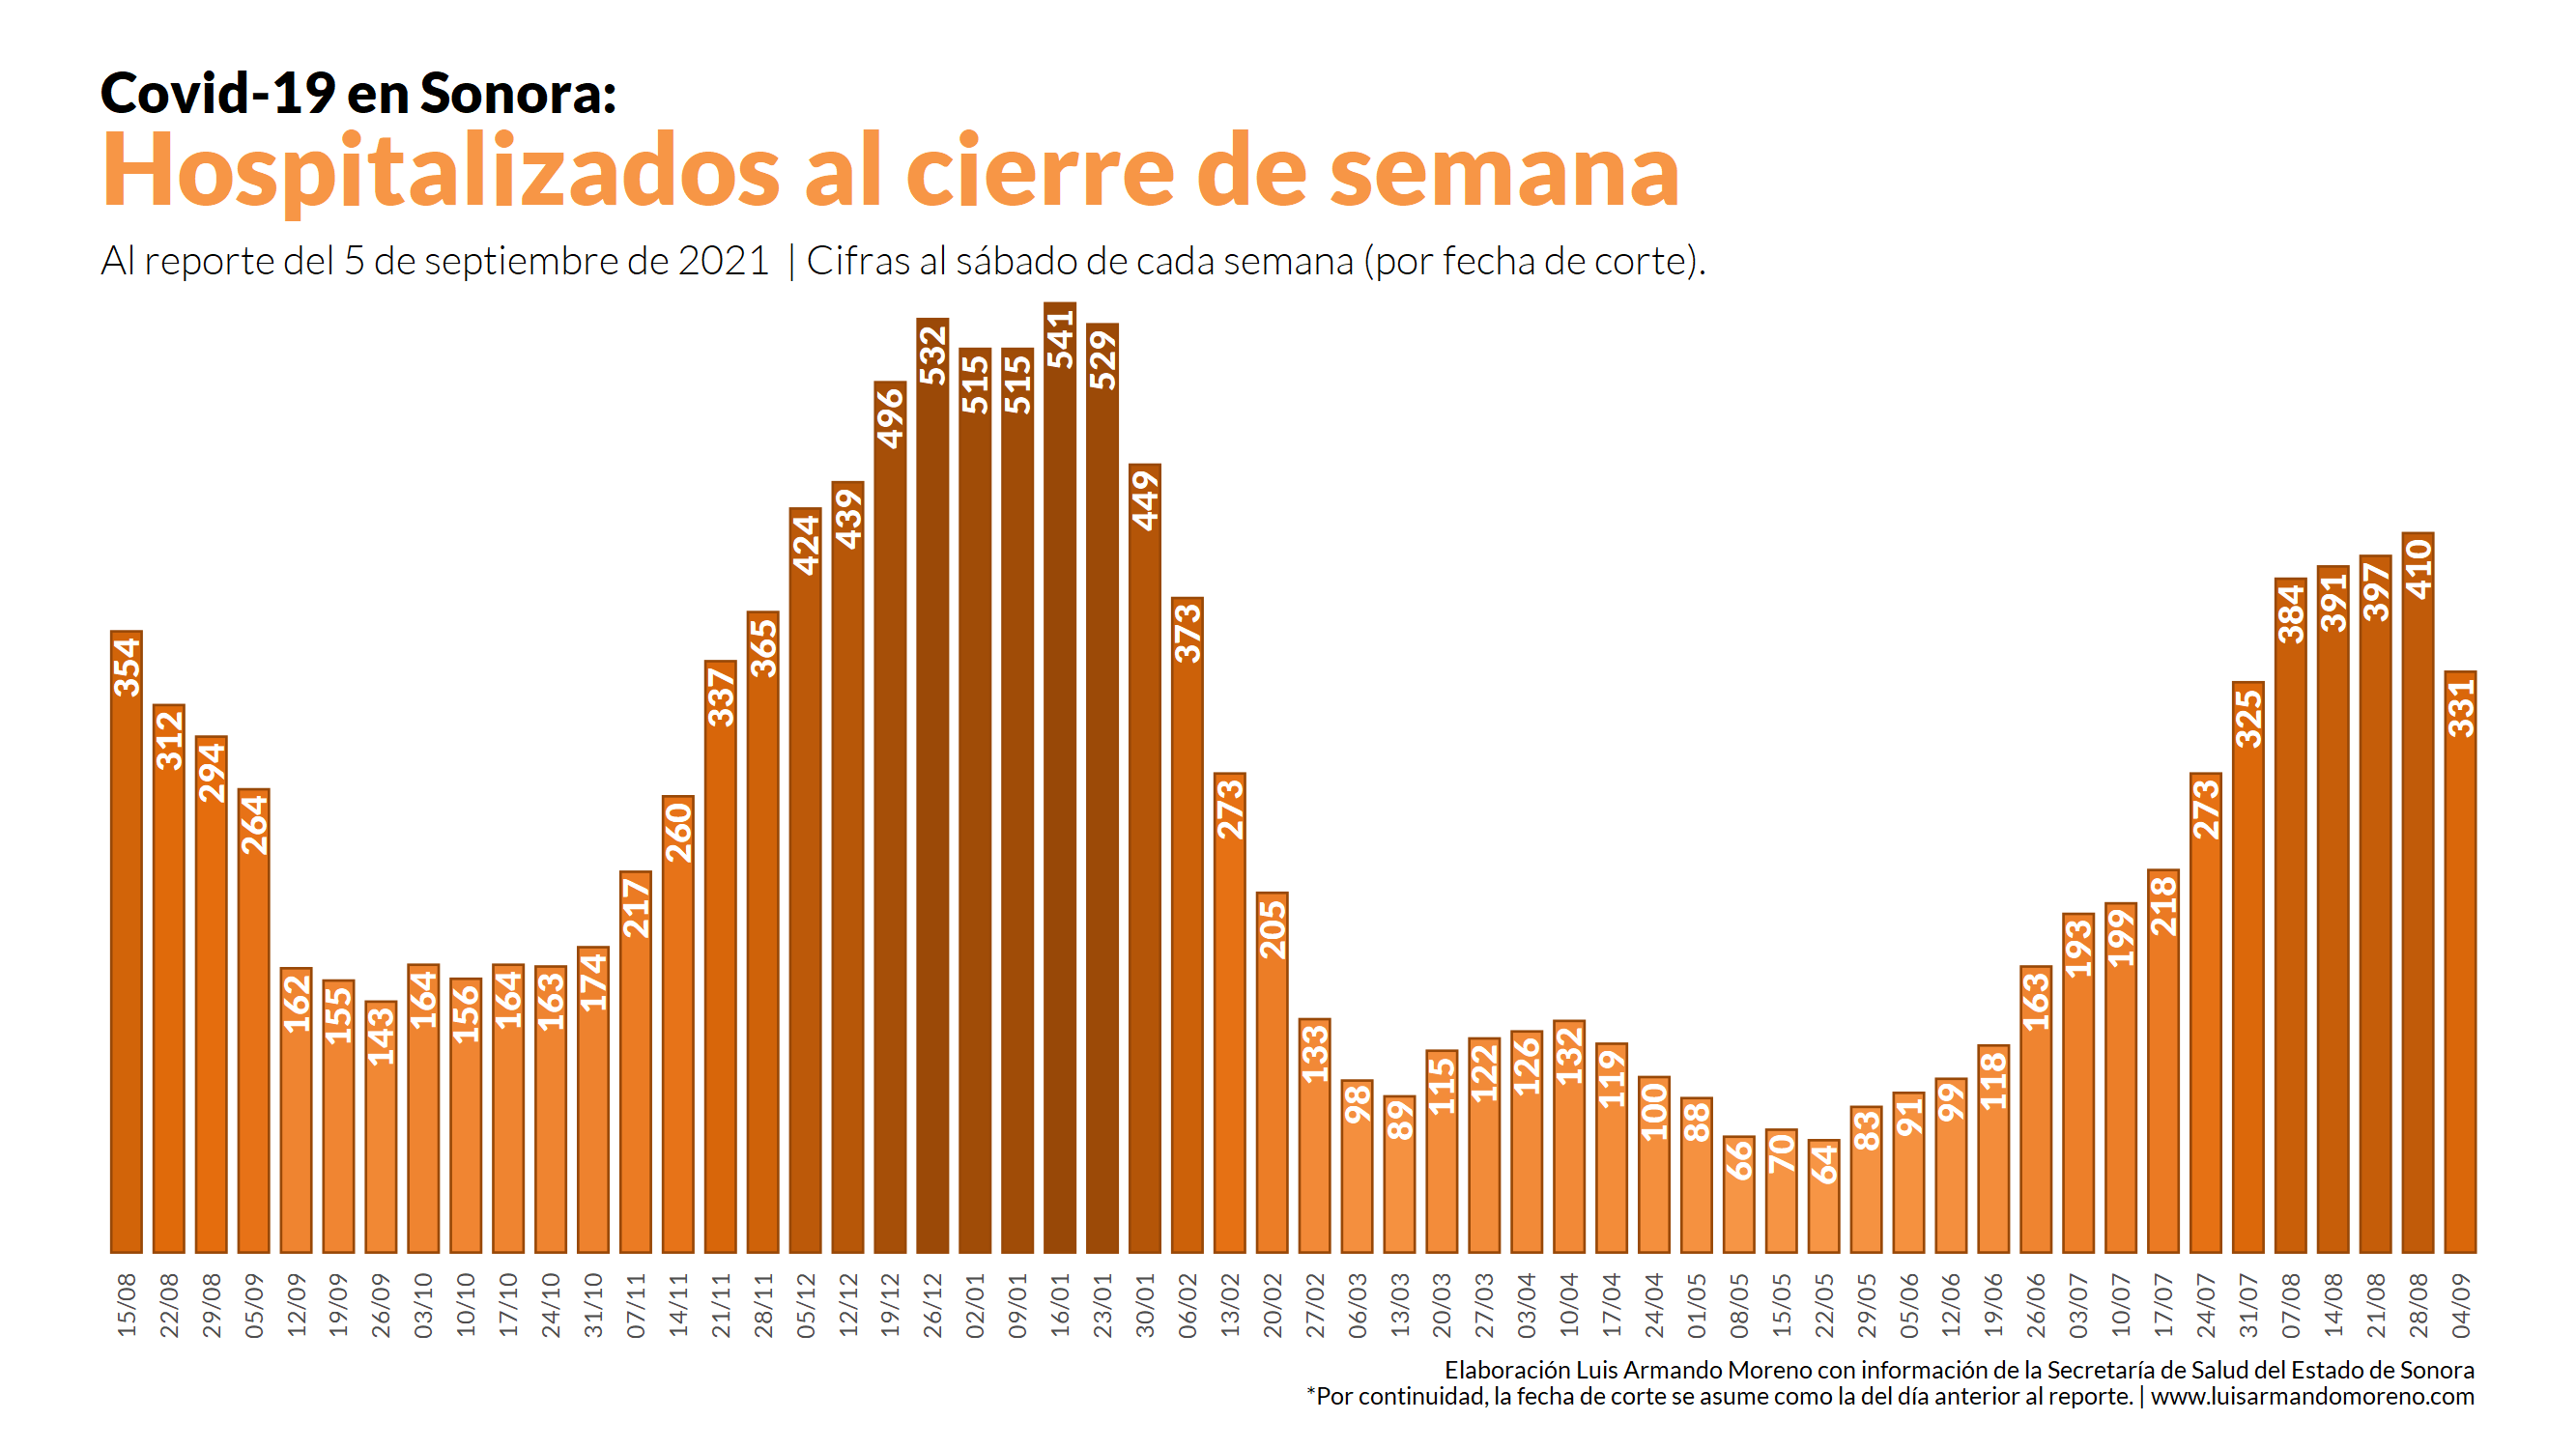 Covid-19 en Sonora:
Hospitalizados al cierre de semana
Al reporte del 5 de septiembre de 2021 | Cifras al sábado de cada semana (por fecha de corte).
354 312 294 264 162 155 143 164 156 164 163 174 217 260 337 365 424 439 496 532 515 515 541 529 449 373 273 205 133 98 89 115 122 126 132 119 100 88 66 70 64 83 91 99 118 163 193 199 218 273 325 384 391 397 410 331
15/08 22/08 29/08 05/09 12/09 19/09 26/09 03/10 10/10 17/10 24/10 31/10 07/11 14/11 21/11 28/11 05/12 12/12 19/12 26/12 02/01 09/01 16/01 23/01 30/01 06/02 13/02 20/02 27/02 06/03 13/03 20/03 27/03 03/04 10/04 17/04 24/04 01/05 08/05 15/05 22/05 29/05 05/06 12/06 19/06 26/06 03/07 10/07 17/07 24/07 31/07 07/08 14/08 21/08 28/08 04/09
Elaboración Luis Armando Moreno con información de la Secretaría de Salud del Estado de Sonora
*Por continuidad, la fecha de corte se asume como la del día anterior al reporte. | www.luisarmandomoreno.com